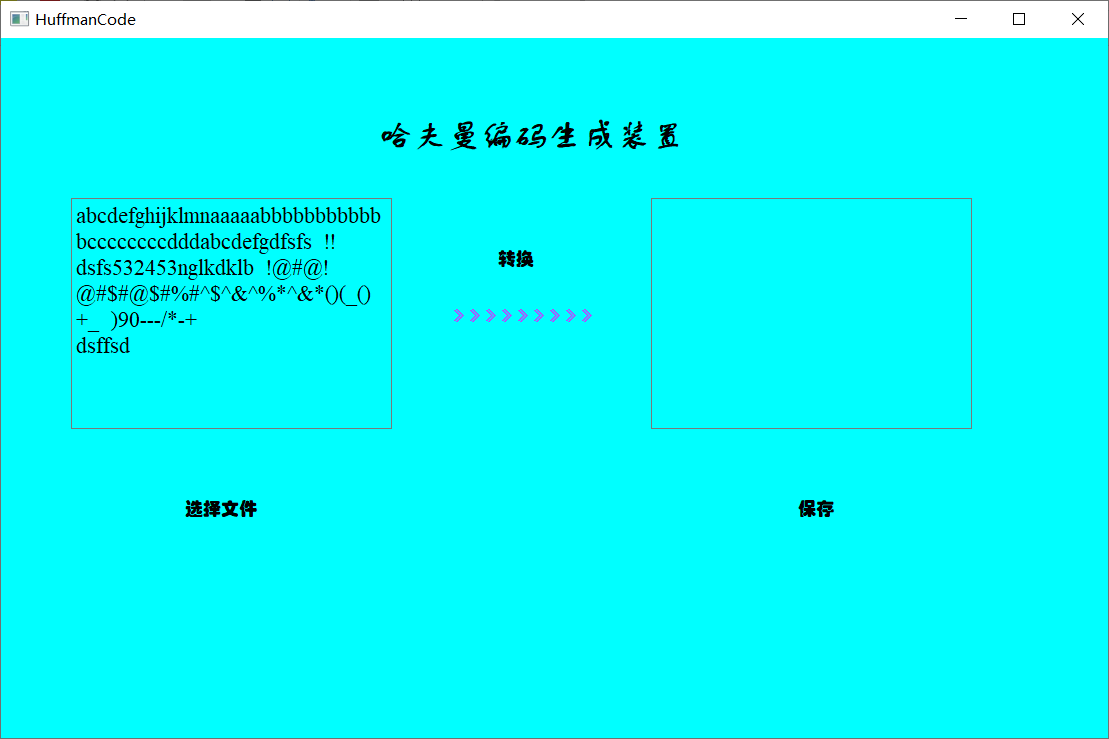 HuffmanCode
哈夫曼编码生成装置
abcdefghijklmnaaaaabbbbbbbbbbb
bccccccccdddabcdefgdfsfs  !!
dsfs532453nglkdklb  !@#@!
@#$#@$#%#^$^&^%*^&*()(_()
+_  )90---/*-+
dsffsd
转换
》》》》》》》》》
选择文件
保存